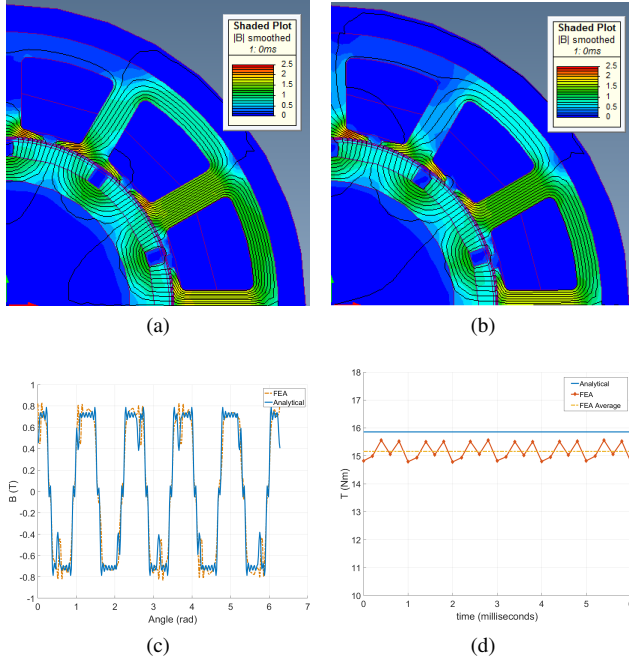 Shaded Plot
|B| smoothed
1: 0ms
2.5
2
1.5
1
0.5
0
(a)
Shaded Plot
|B| smoothed
1: 0ms
2.5
2
1.5
1
0.5
0
(b)
1
0.8
0.6
0.4
0.2
0
-0.2
-0.4
-0.6
-0.8
-1
B (T)
FEA
Analytical
0 1 2 3 4 5 6 7
Angle (rad)
(c)
18
17
16
15
14
13
12
11
10
T (Nm)
Analytical
FEA
FEA Average
0 1 2 3 4 5 6
time (milliseconds)
(d)